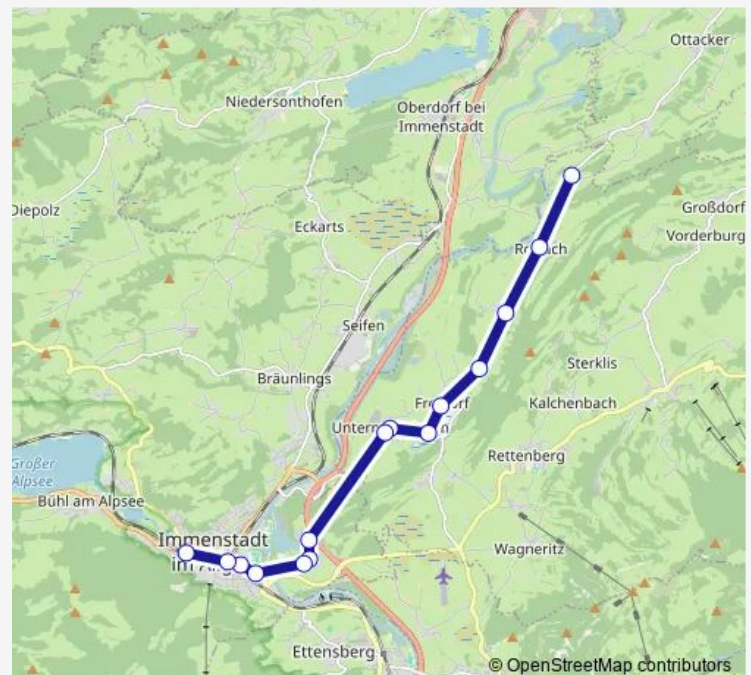 Ottacker
Niedersonthofen
Oberdorf bei
Immenstadt
Diepolz
Großdorf
Vorderburg
Eckarts
Seifen
Sterklis
Bräunlings
Kalchenbach
Rettenberg
Großer
Alpsee
Bühl am Alpsee
Immenstadt
Wagneritz
Ettensberg
© OpenStreetMap contributors